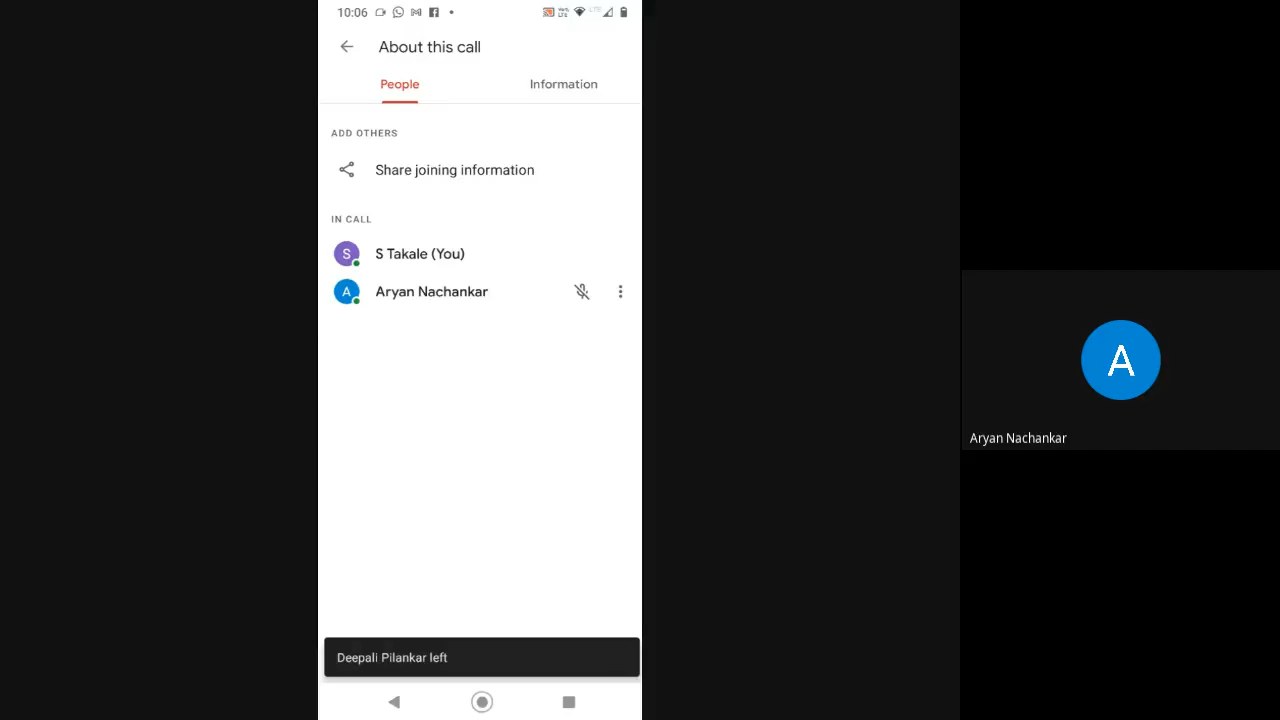 10:06
About this call
People Information
ADD OTHERS
Share joining information
IN CALL
S S Takale (You)
A Aryan Nachankar
Deepali Pilankar left
A
Aryan Nachankar